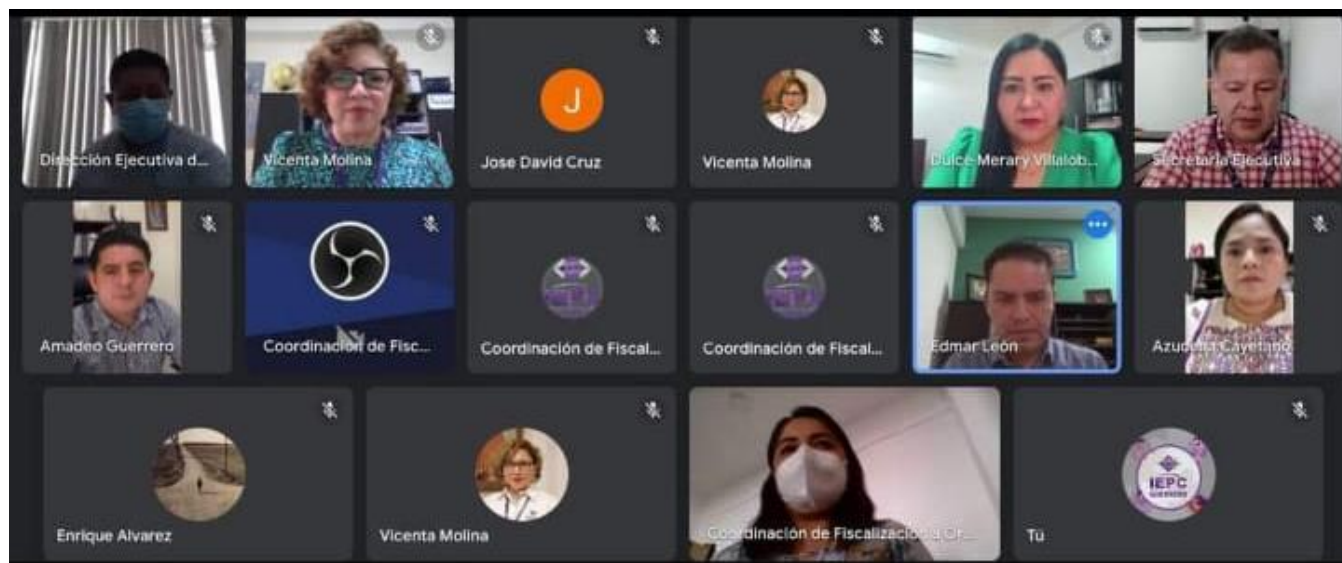 Dirección Ejecutiva d...
Vicenta Molina
J
Jose David Cruz
Vicenta Molina
Dulce Merary Villalob...
Secretaría Ejecutiva
Amadeo Guerrero
Coordinación de Fisc...
Coordinación de Fiscal...
Coordinación de Fiscal...
Edmar León
Azucena Cayetano
Enrique Alvarez
Vicenta Molina
Coordinación de Fiscalización a Or...
IEPC
GUERRERO
Tú